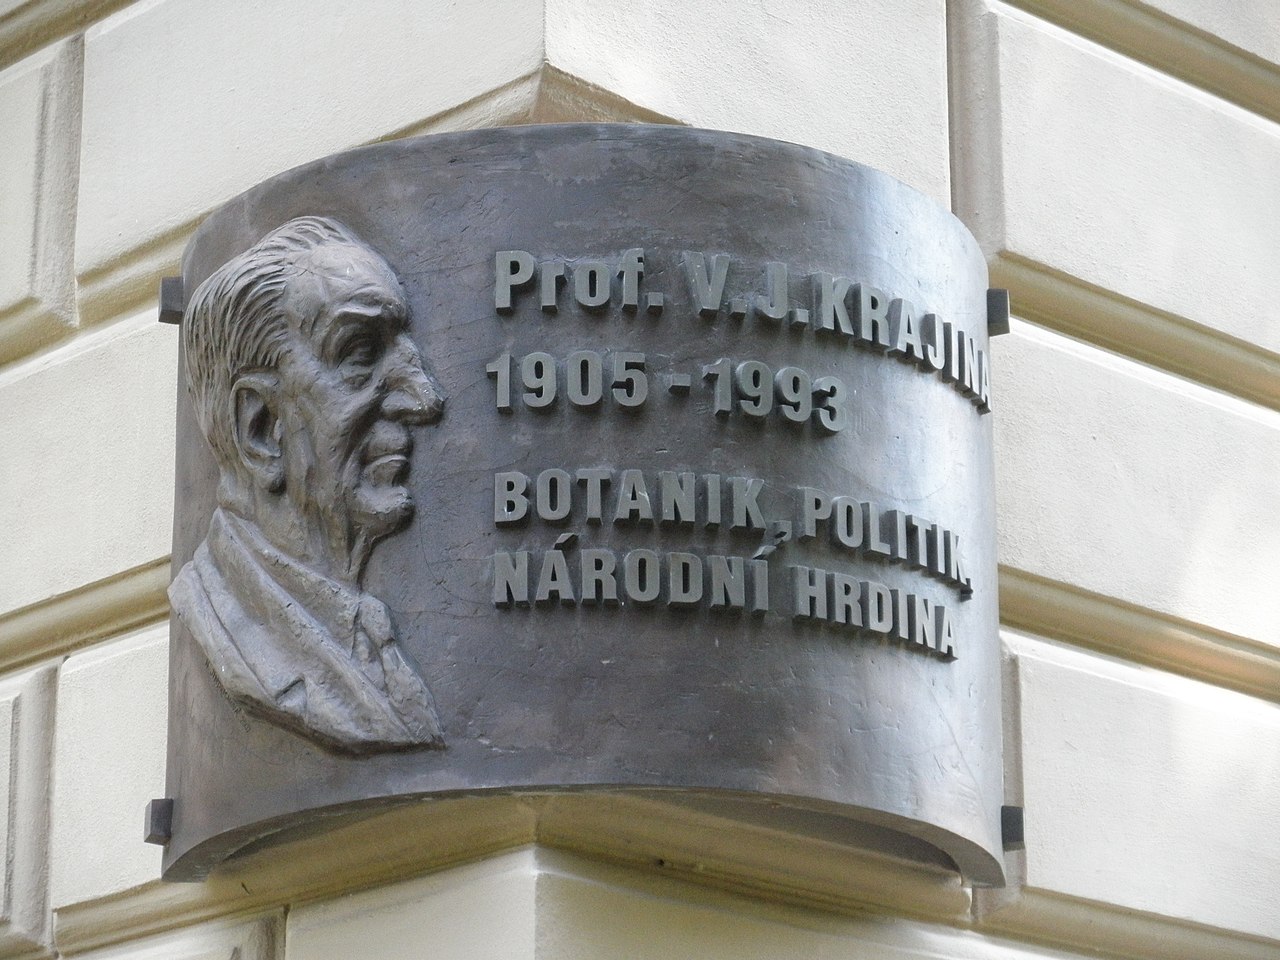 Prof. V.J. KRAJINA
1905 - 1993
BOTANIK, POLITIK,
NÁRODNÍ HRDINA